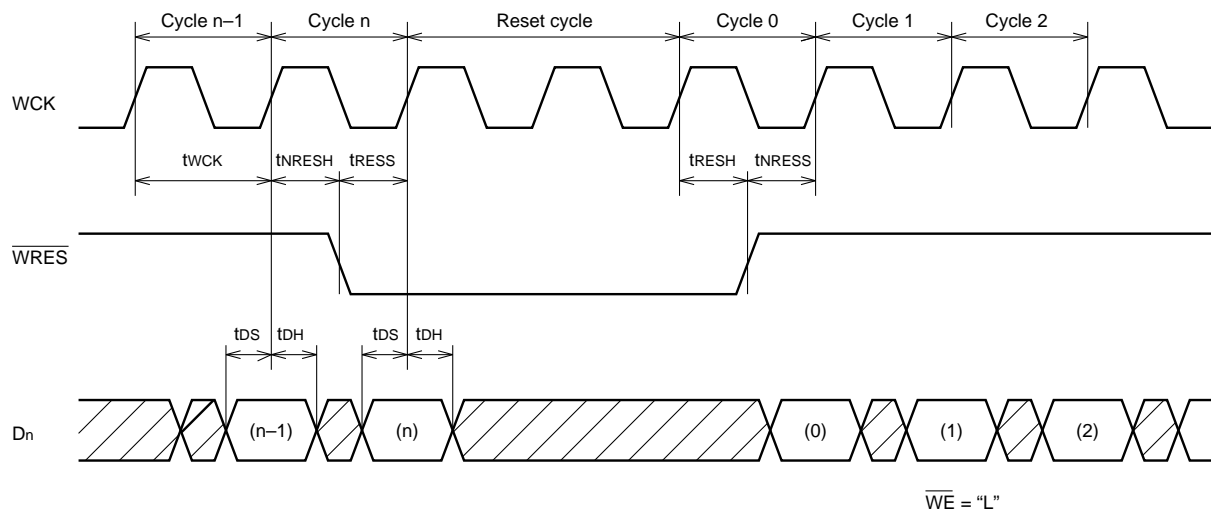 Cycle n–1 Cycle n Reset cycle Cycle 0 Cycle 1 Cycle 2
WCK
tWCK tNRESH tRESS tRESH tNRESS
WRES
tDS tDH tDS tDH
Dn (n–1) (n) (0) (1) (2)
WE = “L”